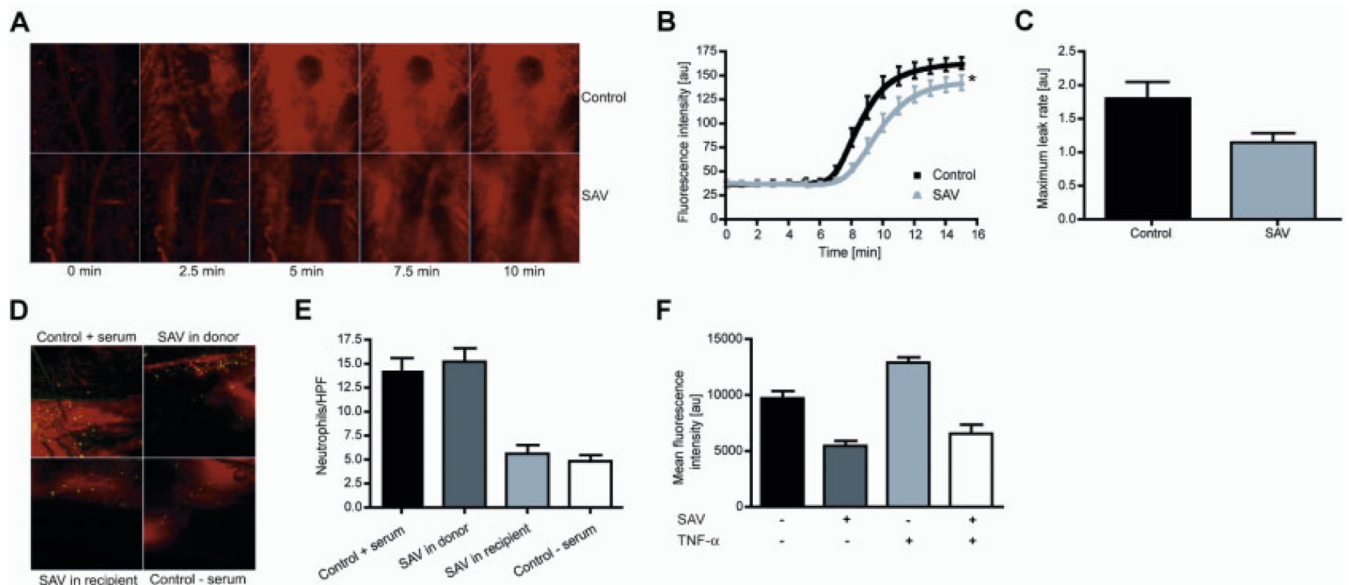 A
Control
SAV
0 min 2.5 min 5 min 7.5 min 10 min
B
Fluorescence intensity [au]
175
150
125
100
75
50
25
0
0 2 4 6 8 10 12 14 16
Time [min]
*
Control
SAV
C
Maximum leak rate [au]
2.5
2.0
1.5
1.0
0.5
0.0
Control SAV
D
Control + serum SAV in donor
SAV in recipient Control - serum
E
Neutrophils/HPF
17.5
15.0
12.5
10.0
7.5
5.0
2.5
0.0
Control + serum
SAV in donor
SAV in recipient
Control - serum
F
Mean fluorescence
intensity [au]
15000
10000
5000
0
SAV - + - +
TNF-α - - + +